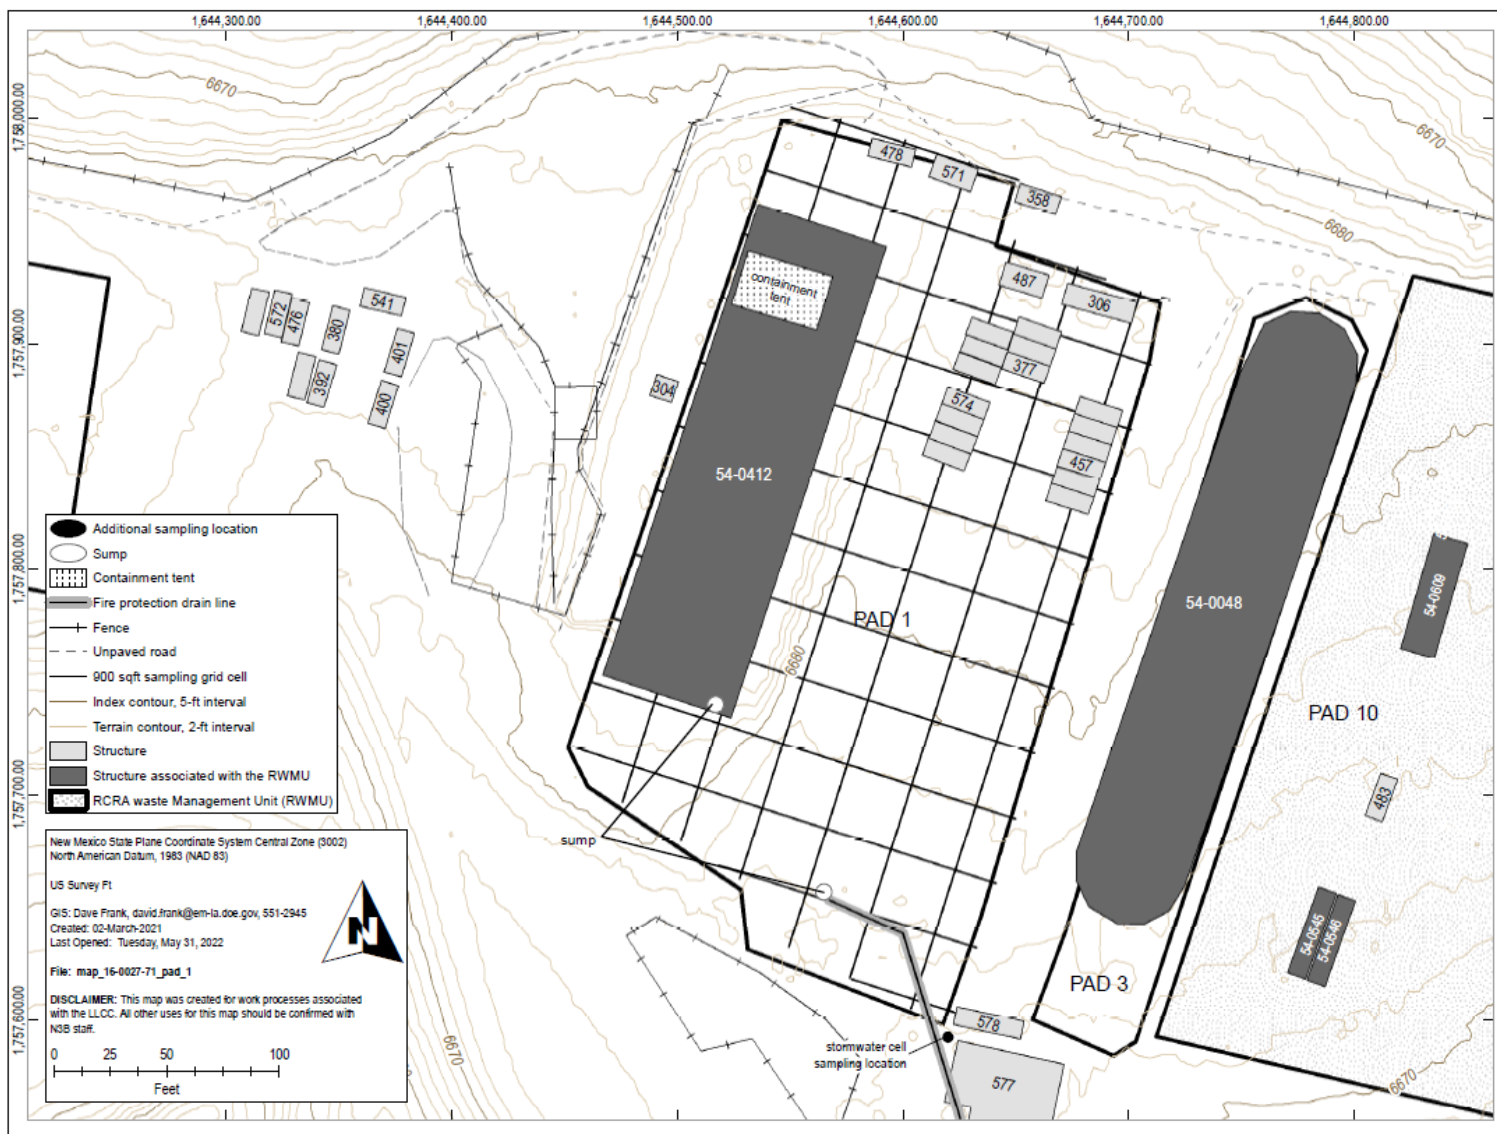 1,644,300.00
1,644,400.00
1,644,500.00
1,644,600.00
1,644,700.00
1,644,800.00
1,758,000.00
1,757,900.00
1,757,800.00
1,757,700.00
1,757,600.00
6670
6670
6680
478
571
358
487
306
containment
tent
541
572
476
380
401
392
400
304
377
574
457
54-0412
54-0048
54-0609
PAD 1
6680
PAD 10
483
54-0545
54-0546
PAD 3
sump
578
577
stormwater cell
sampling location
6670
6670
Additional sampling location
Sump
Containment tent
Fire protection drain line
Fence
Unpaved road
900 sqft sampling grid cell
Index contour, 5-ft interval
Terrain contour, 2-ft interval
Structure
Structure associated with the RWMU
RCRA waste Management Unit (RWMU)
New Mexico State Plane Coordinate System Central Zone (3002)
North American Datum, 1983 (NAD 83)
US Survey Ft
GIS: Dave Frank, david.frank@em-la.doe.gov, 551-2945
Created: 02-March-2021
Last Opened: Tuesday, May 31, 2022
File: map_16-0027-71_pad_1
DISCLAIMER: This map was created for work processes associated
with the LLCC. All other uses for this map should be confirmed with
N3B staff.
N
0 25 50 100
Feet